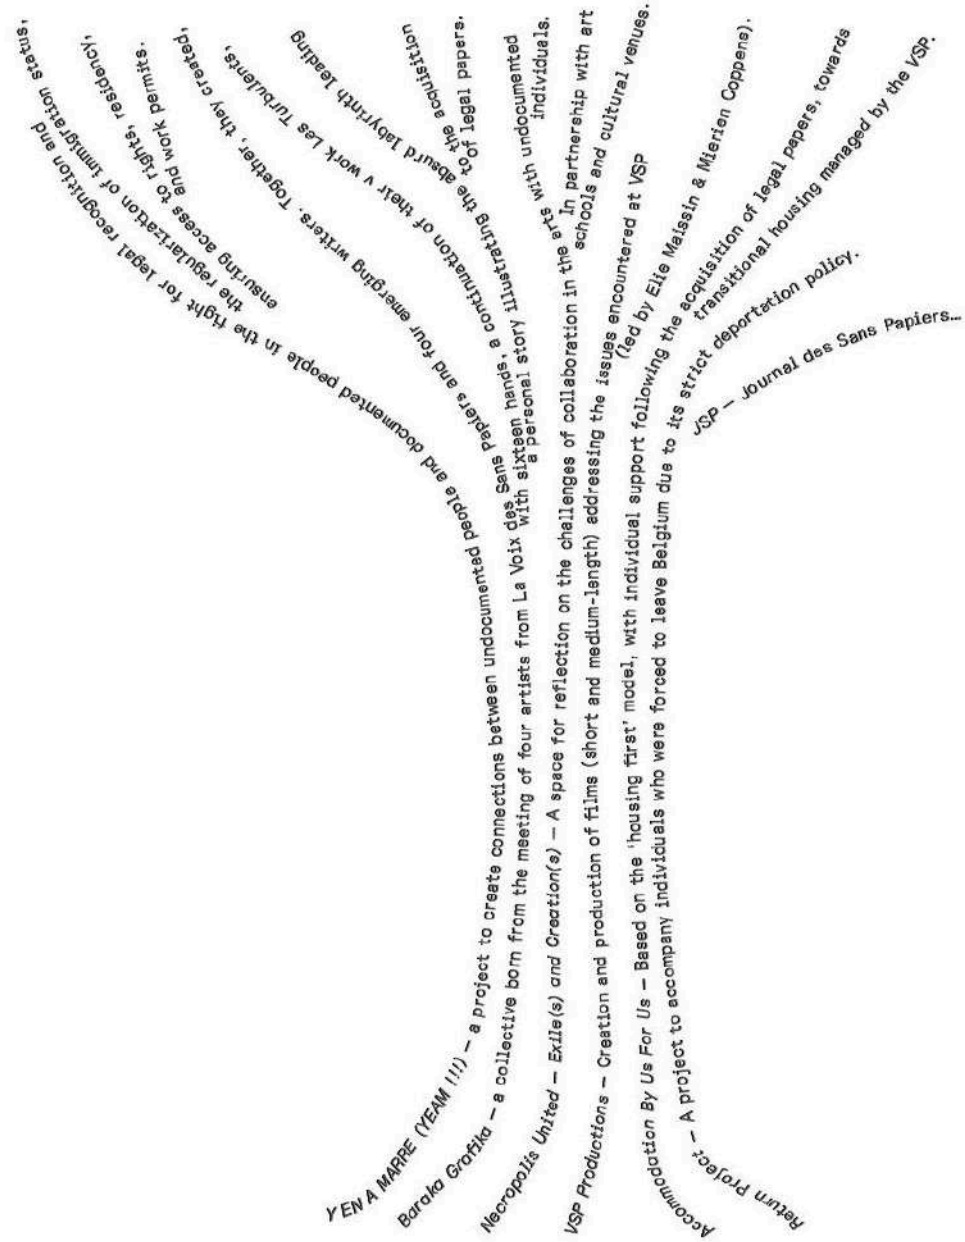 Y EN A MARRE (YEAM !!!) — a project to create connections between undocumented people and documented people in the fight for legal recognition and
the regularization of immigration status,
ensuring access to rights, residency,
and work permits.
Baraka Grafika — a collective born from the meeting of four artists from La Voix des Sans Papiers and four emerging writers. Together, they created,
with sixteen hands, a continuation of their v work Les Turbulents,
a personal story illustrating the absurd labyrinth leading
to the acquisition
of legal papers.
Necropolis United — Exile(s) and Creation(s) — A space for reflection on the challenges of collaboration in the arts with undocumented
individuals.
In partnership with art
schools and cultural venues.
VSP Productions — Creation and production of films (short and medium-length) addressing the issues encountered at VSP
(led by Elie Maissin & Mierien Coppens).
Accommodation By Us For Us — Based on the 'housing first' model, with individual support following the acquisition of legal papers, towards
transitional housing managed by the VSP.
Return Project — A project to accompany individuals who were forced to leave Belgium due to its strict deportation policy.
JSP — Journal des Sans Papiers…